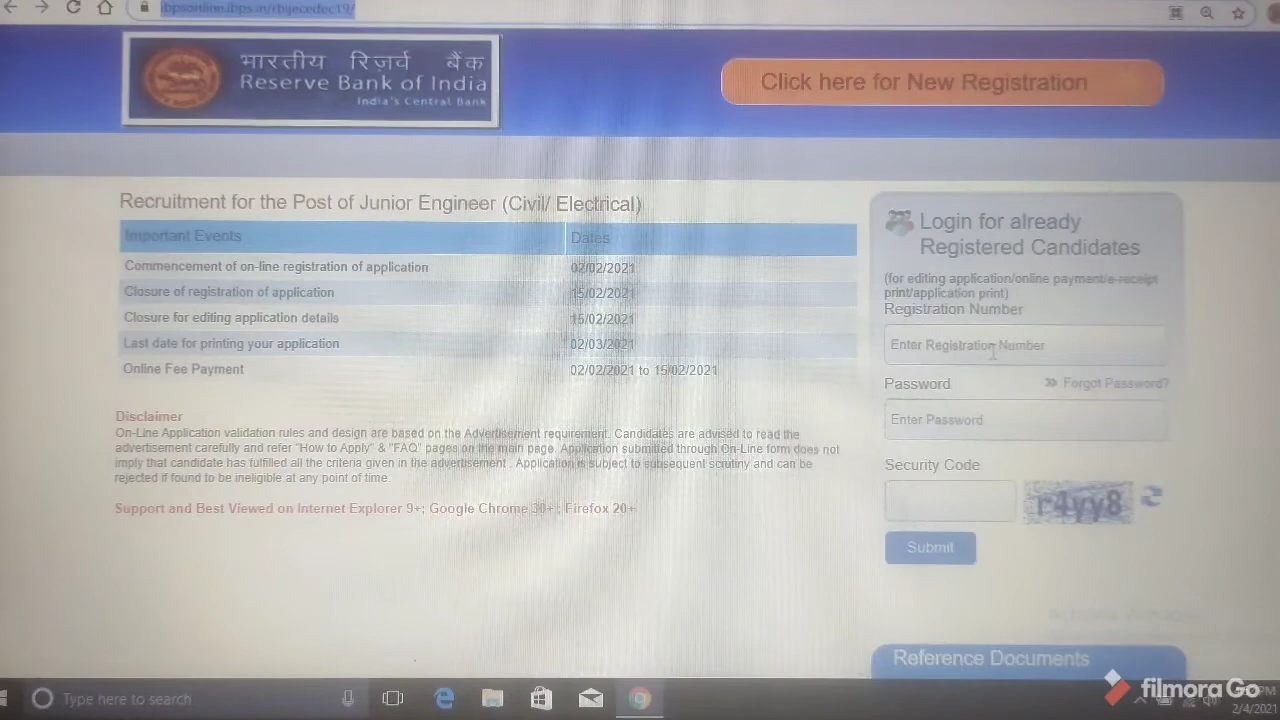 ibpsonline.ibps.in/rbijecedec19/
भारतीय रिज़र्व बैंक
Reserve Bank of India
India's Central Bank
Click here for New Registration
Recruitment for the Post of Junior Engineer (Civil/ Electrical)
Important Events Dates
Commencement of on-line registration of application 02/02/2021
Closure of registration of application 15/02/2021
Closure for editing application details 15/02/2021
Last date for printing your application 02/03/2021
Online Fee Payment 02/02/2021 to 15/02/2021
Disclaimer
On-Line Application validation rules and design are based on the Advertisement requirement. Candidates are advised to read the
advertisement carefully and refer "How to Apply" & "FAQ" pages on the main page. Application submitted through On-Line form does not
imply that candidate has fulfilled all the criteria given in the advertisement . Application is subject to subsequent scrutiny and can be
rejected if found to be ineligible at any point of time.
Support and Best Viewed on Internet Explorer 9+; Google Chrome 30+; Firefox 20+
Login for already
Registered Candidates
(for editing application/online payment/e-receipt
print/application print)
Registration Number
Enter Registration Number
Password » Forgot Password?
Enter Password
Security Code
r4yy8
Submit
Reference Documents
Type here to search
filmora Go
PM
2/4/2021